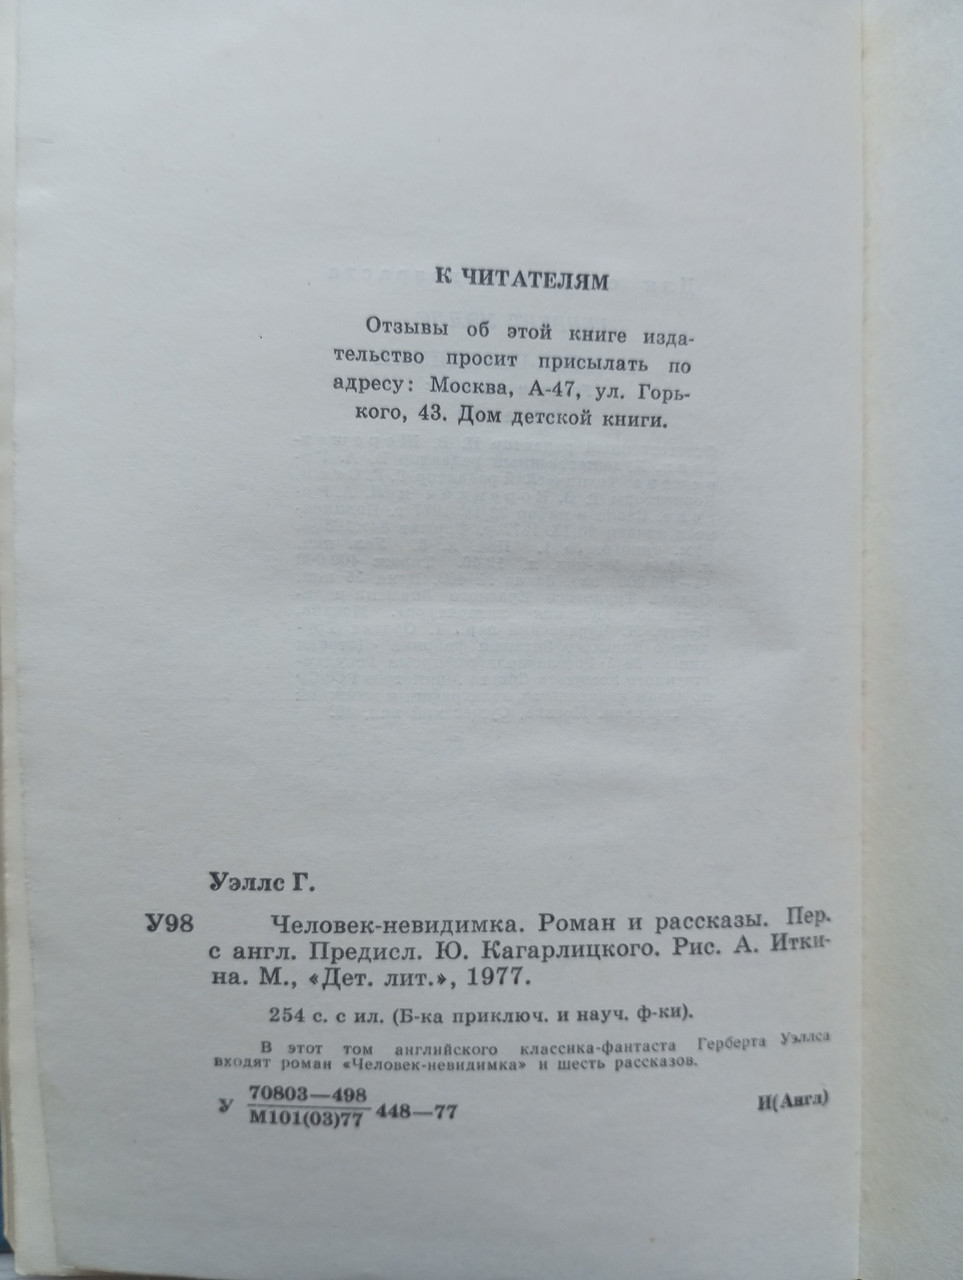 К ЧИТАТЕЛЯМ
Отзывы об этой книге изда-
тельство просит присылать по
адресу: Москва, А-47, ул. Горь-
кого, 43. Дом детской книги.
Уэллс Г.
У98 Человек-невидимка. Роман и рассказы. Пер.
с англ. Предисл. Ю. Кагарлицкого. Рис. А. Итки-
на. М., «Дет. лит.», 1977.
254 с. с ил. (Б-ка приключ. и науч. ф-ки).
В этот том английского классика-фантаста Герберта Уэллса
входят роман «Человек-невидимка» и шесть рассказов.
70803—498
У 448—77 И(Англ)
М101(03)77